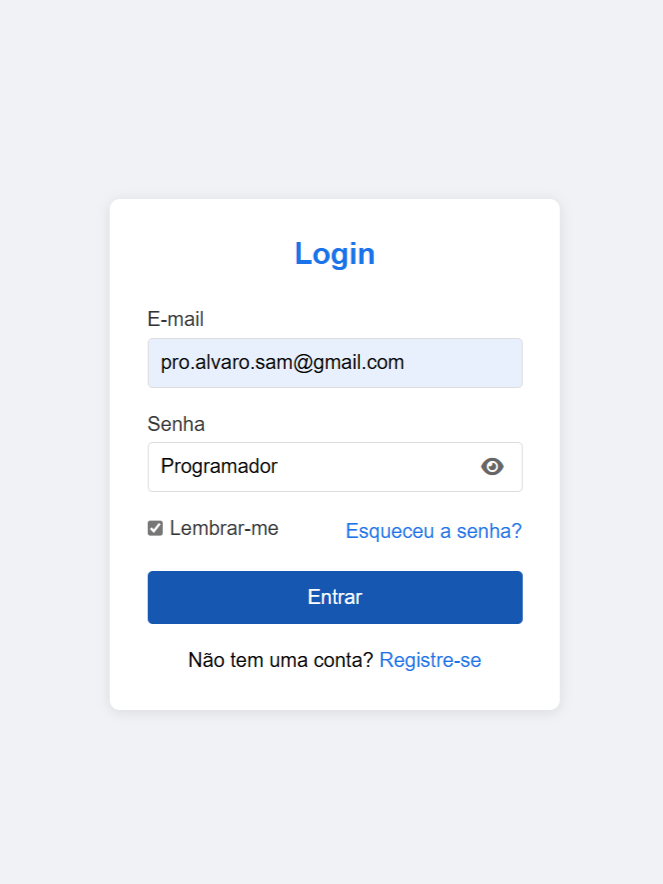 Login
E-mail
pro.alvaro.sam@gmail.com
Senha
Programador
Lembrar-me Esqueceu a senha?
Entrar
Não tem uma conta? Registre-se